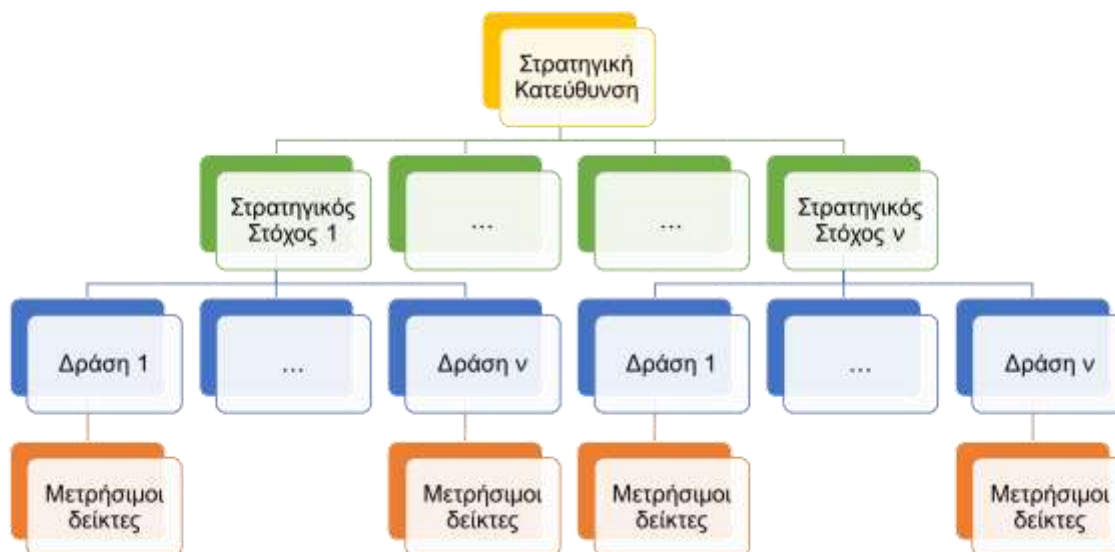 Στρατηγική
Κατεύθυνση
Στρατηγικός
Στόχος 1
...
...
Στρατηγικός
Στόχος ν
Δράση 1
...
Δράση ν
Δράση 1
...
Δράση ν
Μετρήσιμοι
δείκτες
Μετρήσιμοι
δείκτες
Μετρήσιμοι
δείκτες
Μετρήσιμοι
δείκτες